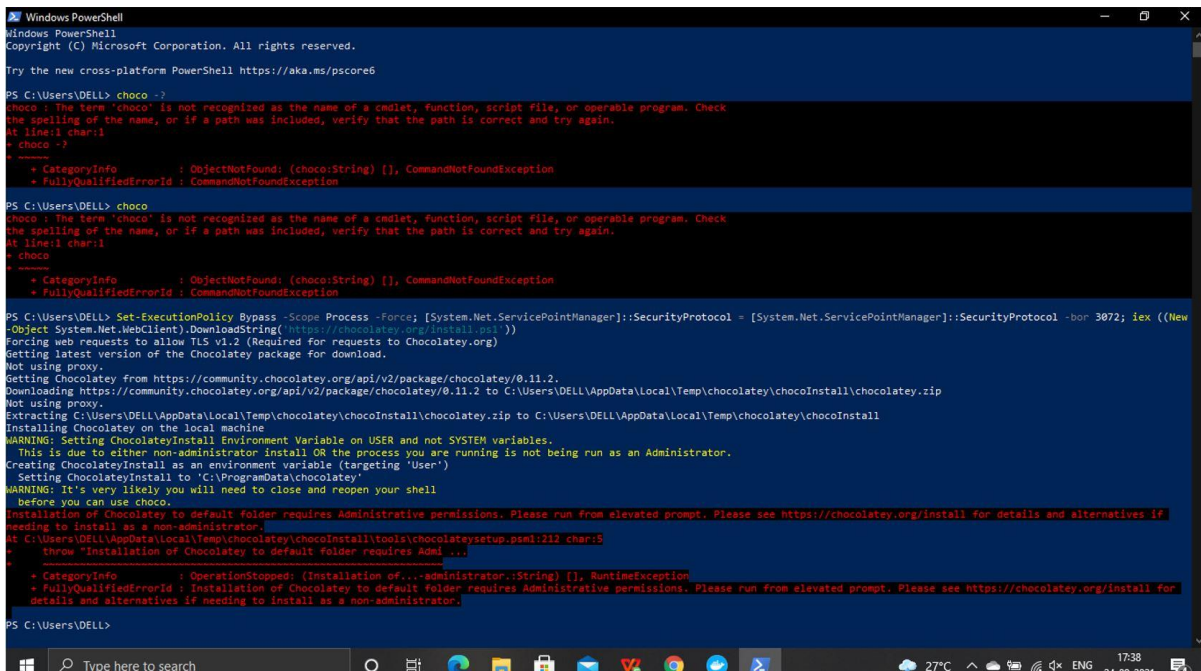 Windows PowerShell
Windows PowerShell
Copyright (C) Microsoft Corporation. All rights reserved.
Try the new cross-platform PowerShell https://aka.ms/pscore6
PS C:\Users\DELL> choco -?
choco : The term 'choco' is not recognized as the name of a cmdlet, function, script file, or operable program. Check
the spelling of the name, or if a path was included, verify that the path is correct and try again.
At line:1 char:1
+ choco -?
+ ~~~~~
+ CategoryInfo          : ObjectNotFound: (choco:String) [], CommandNotFoundException
+ FullyQualifiedErrorId : CommandNotFoundException
PS C:\Users\DELL> choco
choco : The term 'choco' is not recognized as the name of a cmdlet, function, script file, or operable program. Check
the spelling of the name, or if a path was included, verify that the path is correct and try again.
At line:1 char:1
+ choco
+ ~~~~~
+ CategoryInfo          : ObjectNotFound: (choco:String) [], CommandNotFoundException
+ FullyQualifiedErrorId : CommandNotFoundException
PS C:\Users\DELL> Set-ExecutionPolicy Bypass -Scope Process -Force; [System.Net.ServicePointManager]::SecurityProtocol = [System.Net.ServicePointManager]::SecurityProtocol -bor 3072; iex ((New
-Object System.Net.WebClient).DownloadString('https://chocolatey.org/install.ps1'))
Forcing web requests to allow TLS v1.2 (Required for requests to Chocolatey.org)
Getting latest version of the Chocolatey package for download.
Not using proxy.
Getting Chocolatey from https://community.chocolatey.org/api/v2/package/chocolatey/0.11.2.
Downloading https://community.chocolatey.org/api/v2/package/chocolatey/0.11.2 to C:\Users\DELL\AppData\Local\Temp\chocolatey\chocoInstall\chocolatey.zip
Not using proxy.
Extracting C:\Users\DELL\AppData\Local\Temp\chocolatey\chocoInstall\chocolatey.zip to C:\Users\DELL\AppData\Local\Temp\chocolatey\chocoInstall
Installing Chocolatey on the local machine
WARNING: Setting ChocolateyInstall Environment Variable on USER and not SYSTEM variables.
This is due to either non-administrator install OR the process you are running is not being run as an Administrator.
Creating ChocolateyInstall as an environment variable (targeting 'User')
Setting ChocolateyInstall to 'C:\ProgramData\chocolatey'
WARNING: It's very likely you will need to close and reopen your shell
before you can use choco.
Installation of Chocolatey to default folder requires Administrative permissions. Please run from elevated prompt. Please see https://chocolatey.org/install for details and alternatives if
needing to install as a non-administrator.
At C:\Users\DELL\AppData\Local\Temp\chocolatey\chocoInstall\tools\chocolateysetup.psm1:212 char:5
+     throw "Installation of Chocolatey to default folder requires Admi ...
+     ~~~~~~~~~~~~~~~~~~~~~~~~~~~~~~~~~~~~~~~~~~~~~~~~~~~~~~~~~~~~~~~~~
+ CategoryInfo          : OperationStopped: (Installation of...-administrator.:String) [], RuntimeException
+ FullyQualifiedErrorId : Installation of Chocolatey to default folder requires Administrative permissions. Please run from elevated prompt. Please see https://chocolatey.org/install for
details and alternatives if needing to install as a non-administrator.
PS C:\Users\DELL>
Type here to search
27°C ENG 17:38